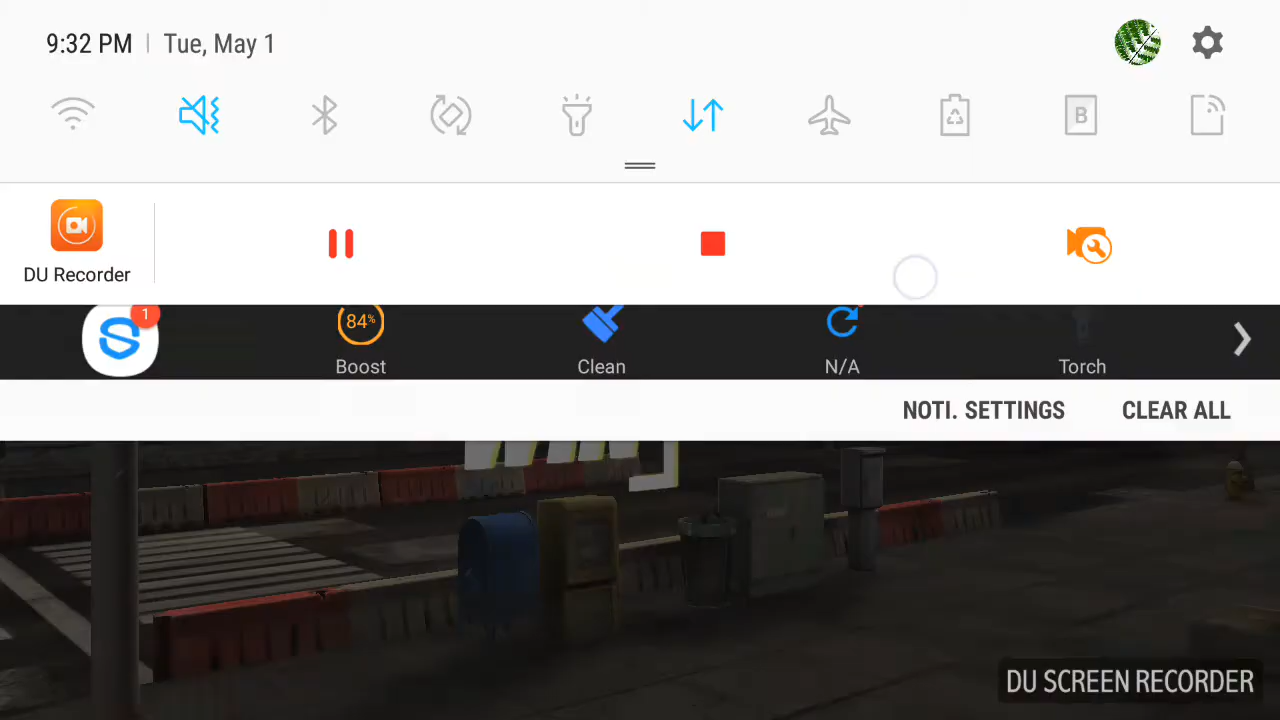 9:32 PM | Tue, May 1
B
DU Recorder
1
84%
Boost
Clean
N/A
Torch
NOTI. SETTINGS
CLEAR ALL
DU SCREEN RECORDER